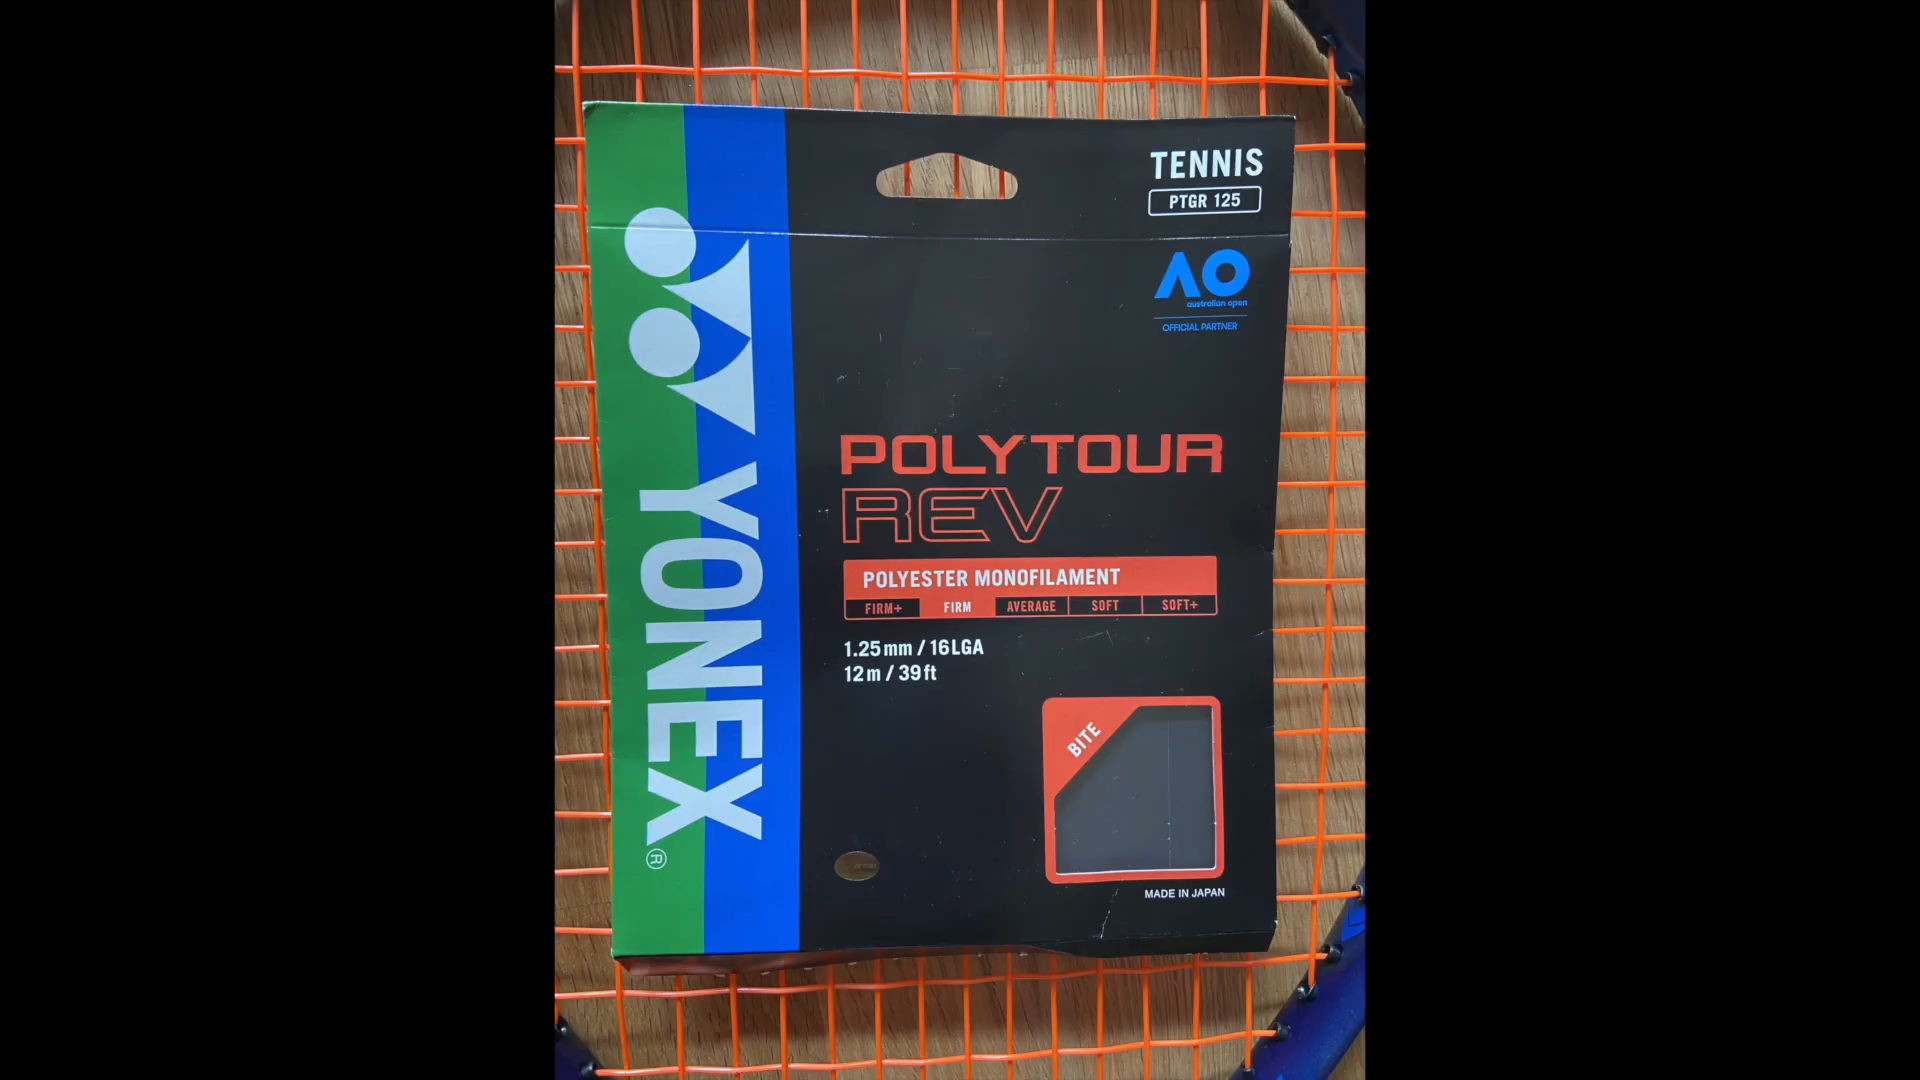 TENNIS
PTGR 125
AO
australian open
OFFICIAL PARTNER
YONEX®
POLYTOUR
REV
POLYESTER MONOFILAMENT
FIRM+ FIRM AVERAGE SOFT SOFT+
1.25mm / 16LGA
12m / 39ft
BITE
MADE IN JAPAN